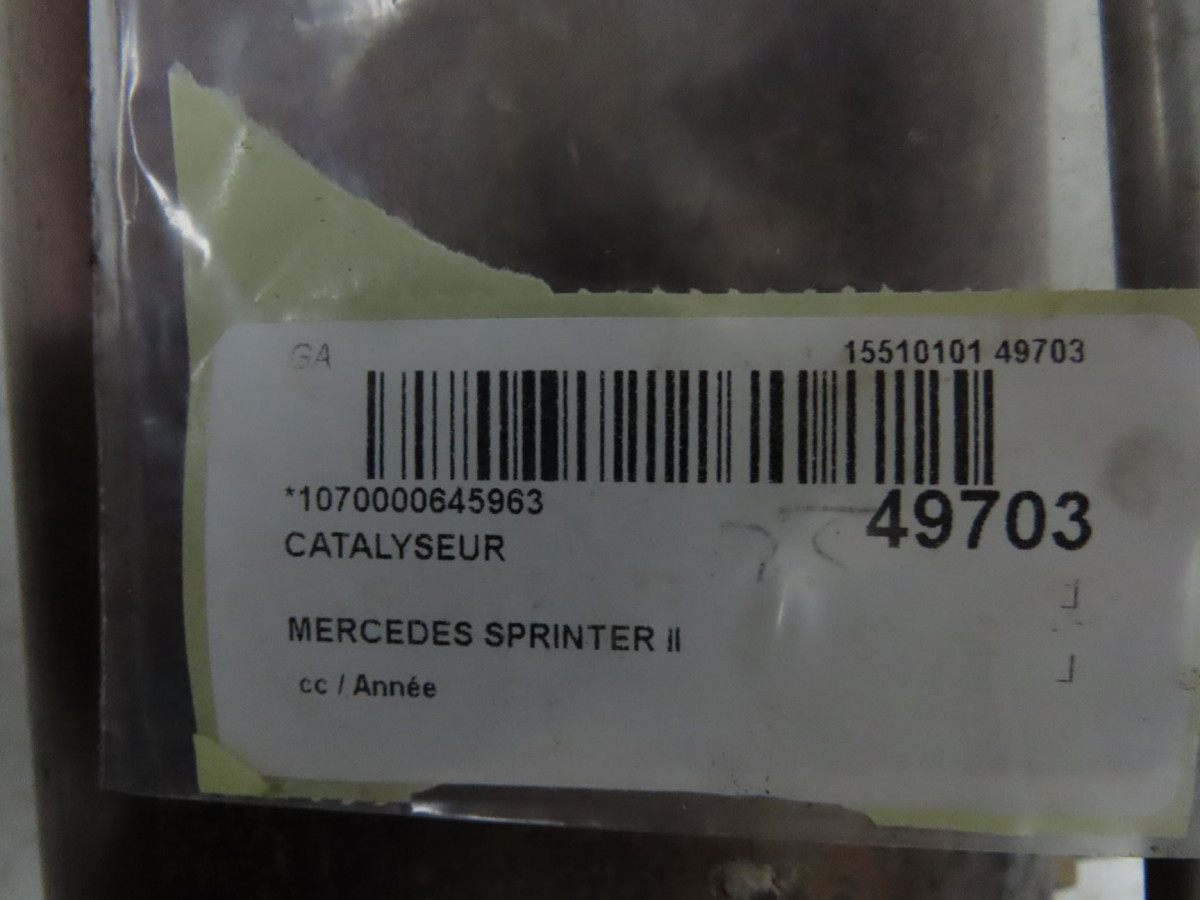 GA
15510101 49703
*1070000645963
49703
CATALYSEUR
MERCEDES SPRINTER II
cc / Année